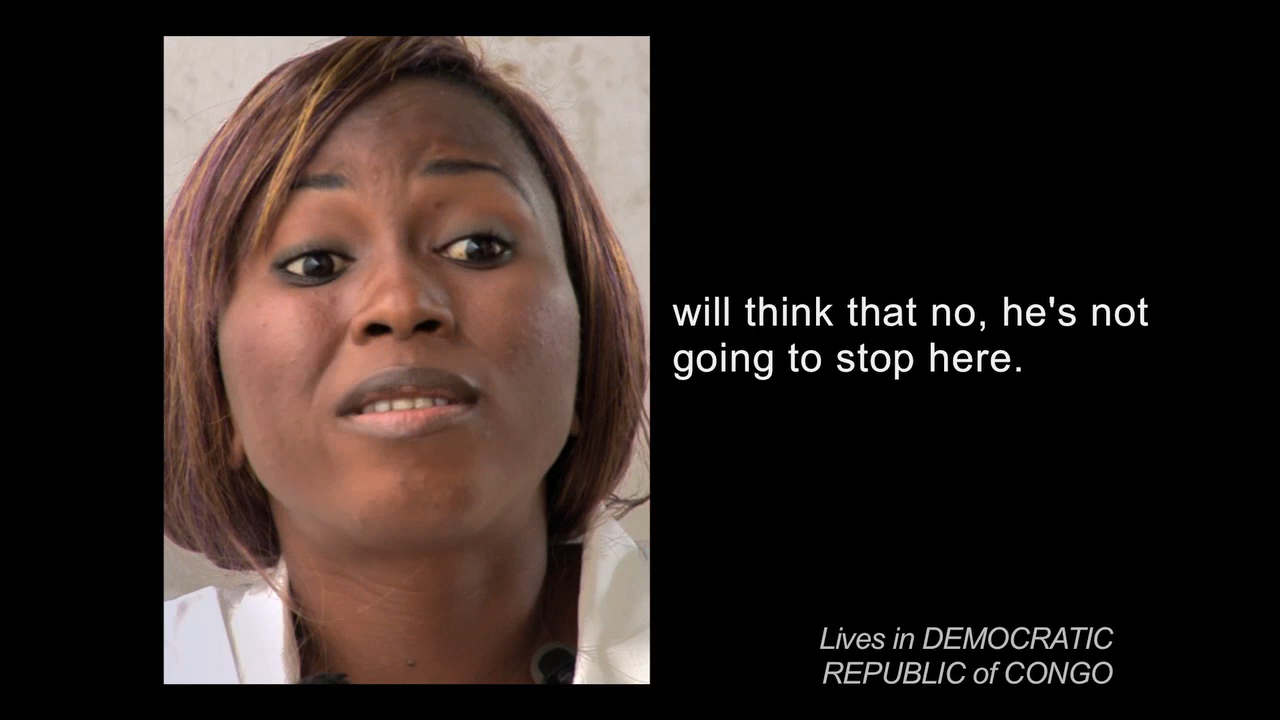 will think that no, he's not
going to stop here.
Lives in DEMOCRATIC
REPUBLIC of CONGO